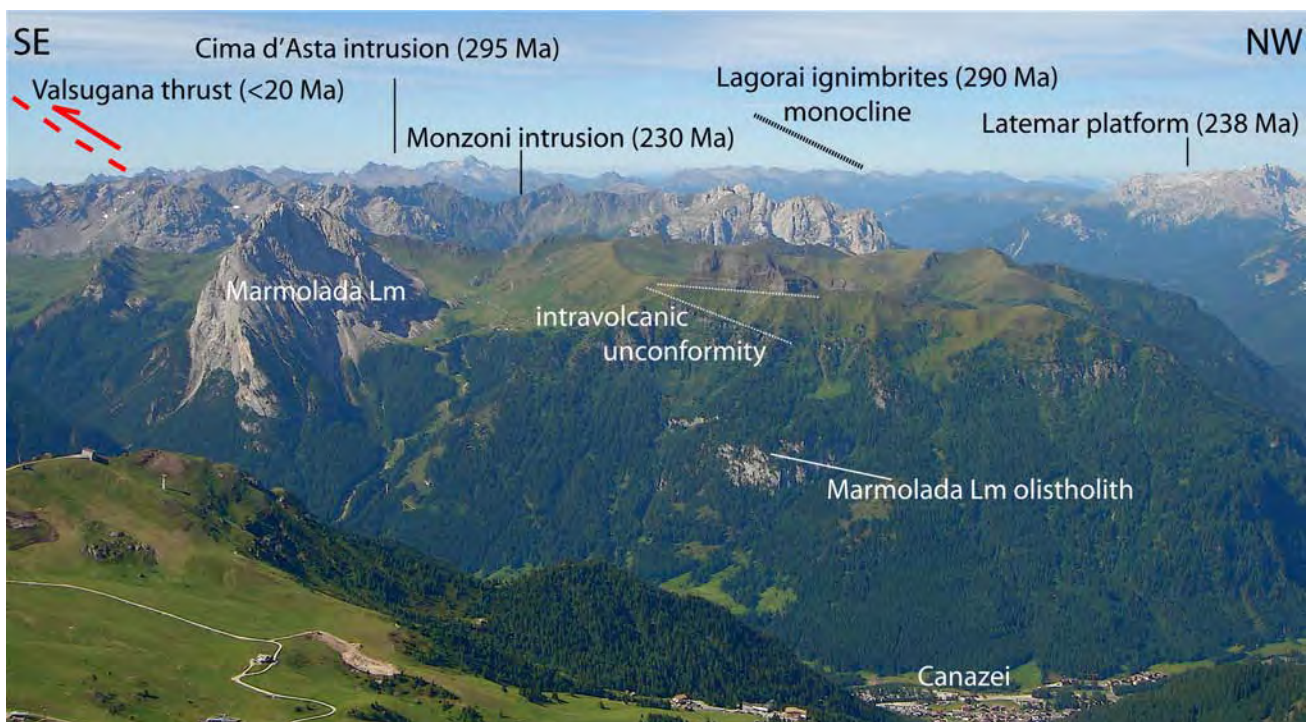 SE
NW
Cima d'Asta intrusion (295 Ma)
Valsugana thrust (<20 Ma)
Lagorai ignimbrites (290 Ma)
monocline
Monzoni intrusion (230 Ma)
Latemar platform (238 Ma)
Marmolada Lm
intravolcanic
unconformity
Marmolada Lm olistholith
Canazei